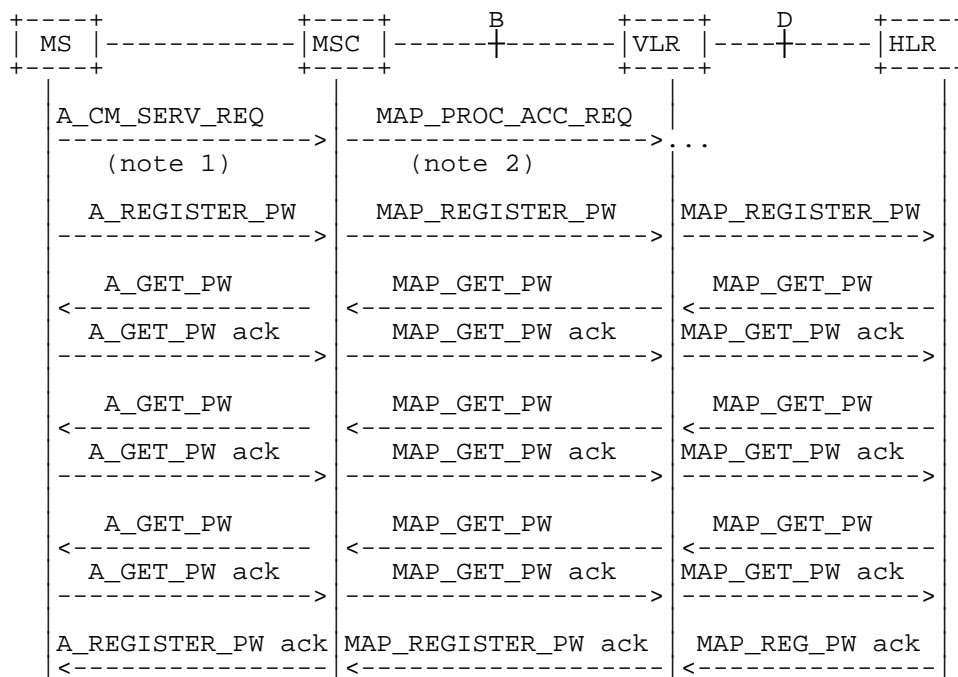 B D
MS MSC VLR HLR
A_CM_SERV_REQ MAP_PROC_ACC_REQ
...
(note 1) (note 2)
A_REGISTER_PW MAP_REGISTER_PW MAP_REGISTER_PW
A_GET_PW MAP_GET_PW MAP_GET_PW
A_GET_PW ack MAP_GET_PW ack MAP_GET_PW ack
A_GET_PW MAP_GET_PW MAP_GET_PW
A_GET_PW ack MAP_GET_PW ack MAP_GET_PW ack
A_GET_PW MAP_GET_PW MAP_GET_PW
A_GET_PW ack MAP_GET_PW ack MAP_GET_PW ack
A_REGISTER_PW ack MAP_REGISTER_PW ack MAP_REG_PW ack